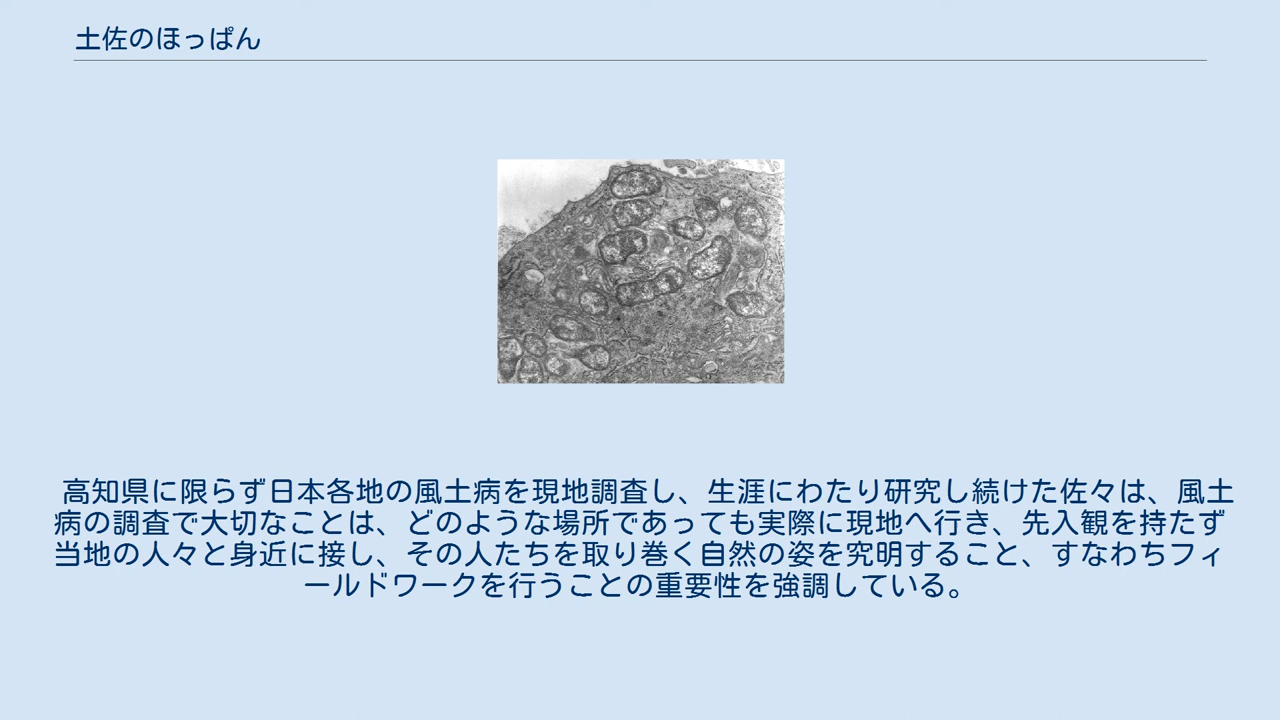 土佐のほっぱん
高知県に限らず日本各地の風土病を現地調査し、生涯にわたり研究し続けた佐々は、風土
病の調査で大切なことは、どのような場所であっても実際に現地へ行き、先入観を持たず
当地の人々と身近に接し、その人たちを取り巻く自然の姿を究明すること、すなわちフィ
ールドワークを行うことの重要性を強調している。